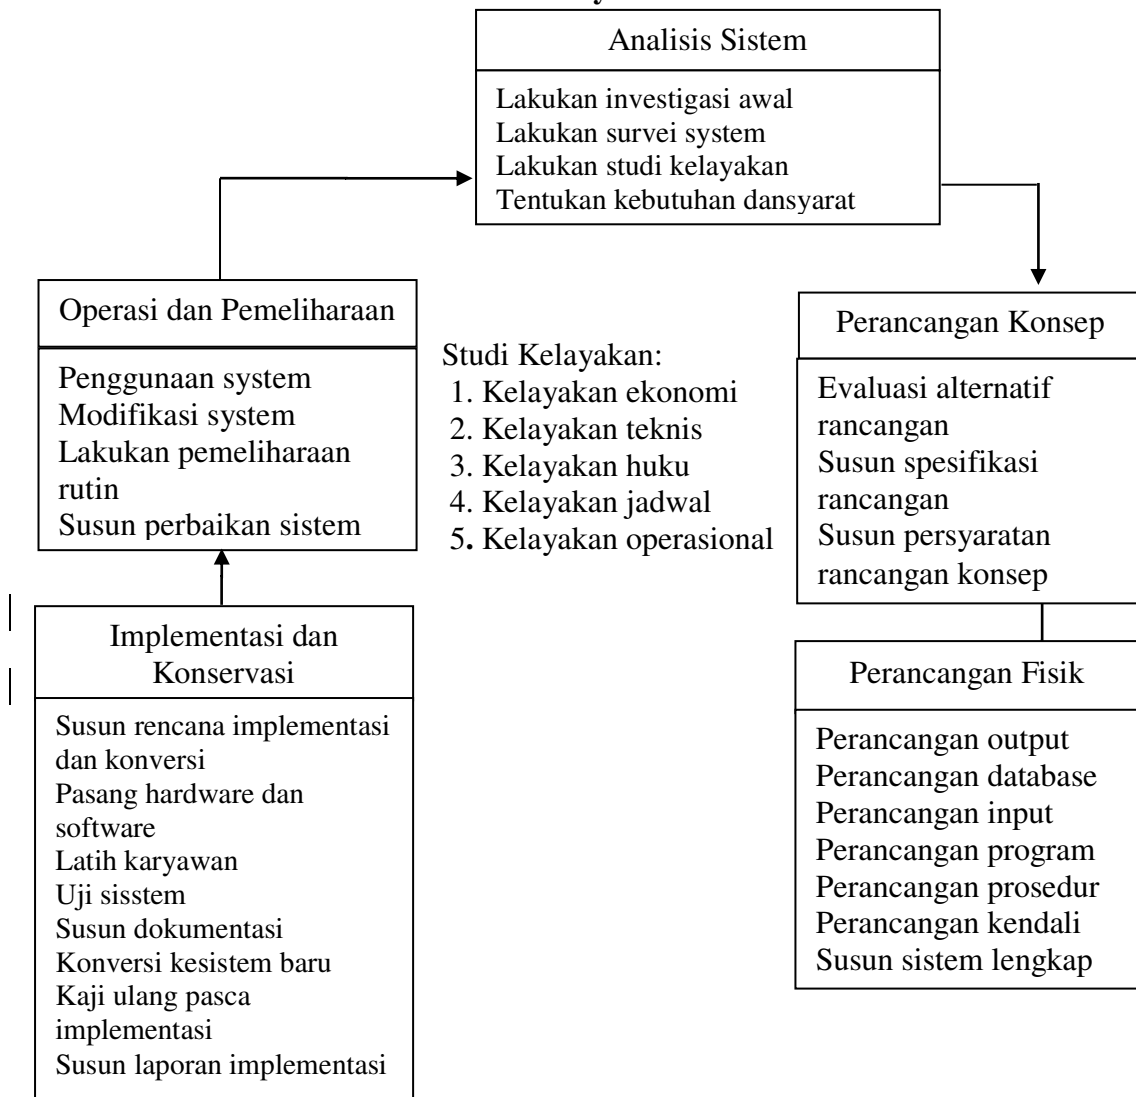 Analisis Sistem
Lakukan investigasi awal
Lakukan survei system
Lakukan studi kelayakan
Tentukan kebutuhan dansyarat
Operasi dan Pemeliharaan
Penggunaan system
Modifikasi system
Lakukan pemeliharaan
rutin
Susun perbaikan sistem
Studi Kelayakan:
1. Kelayakan ekonomi
2. Kelayakan teknis
3. Kelayakan huku
4. Kelayakan jadwal
5. Kelayakan operasional
Perancangan Konsep
Evaluasi alternatif
rancangan
Susun spesifikasi
rancangan
Susun persyaratan
rancangan konsep
Implementasi dan
Konservasi
Susun rencana implementasi
dan konversi
Pasang hardware dan
software
Latih karyawan
Uji sisstem
Susun dokumentasi
Konversi kesistem baru
Kaji ulang pasca
implementasi
Susun laporan implementasi
Perancangan Fisik
Perancangan output
Perancangan database
Perancangan input
Perancangan program
Perancangan prosedur
Perancangan kendali
Susun sistem lengkap